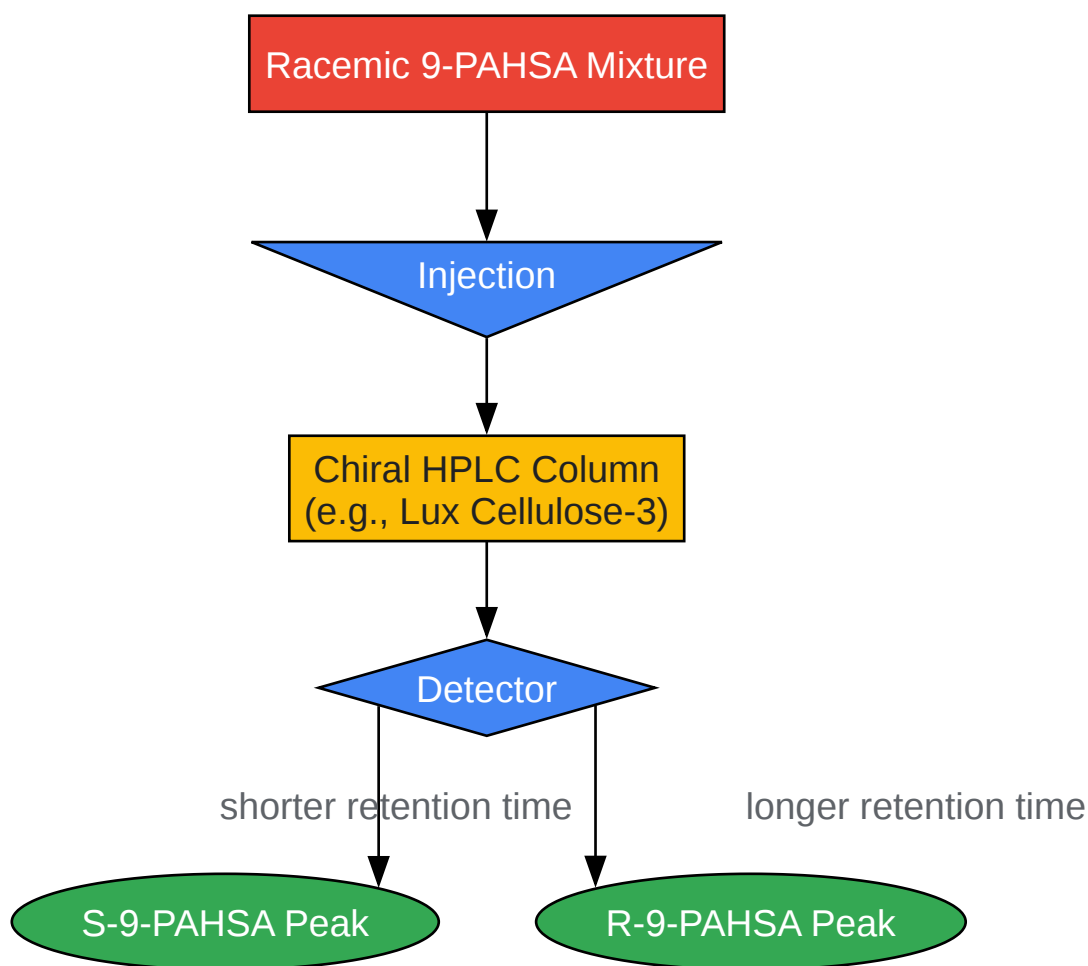 Racemic 9-PAHSA Mixture
Injection
Chiral HPLC Column
(e.g., Lux Cellulose-3)
Detector
shorter retention time
longer retention time
S-9-PAHSA Peak
R-9-PAHSA Peak